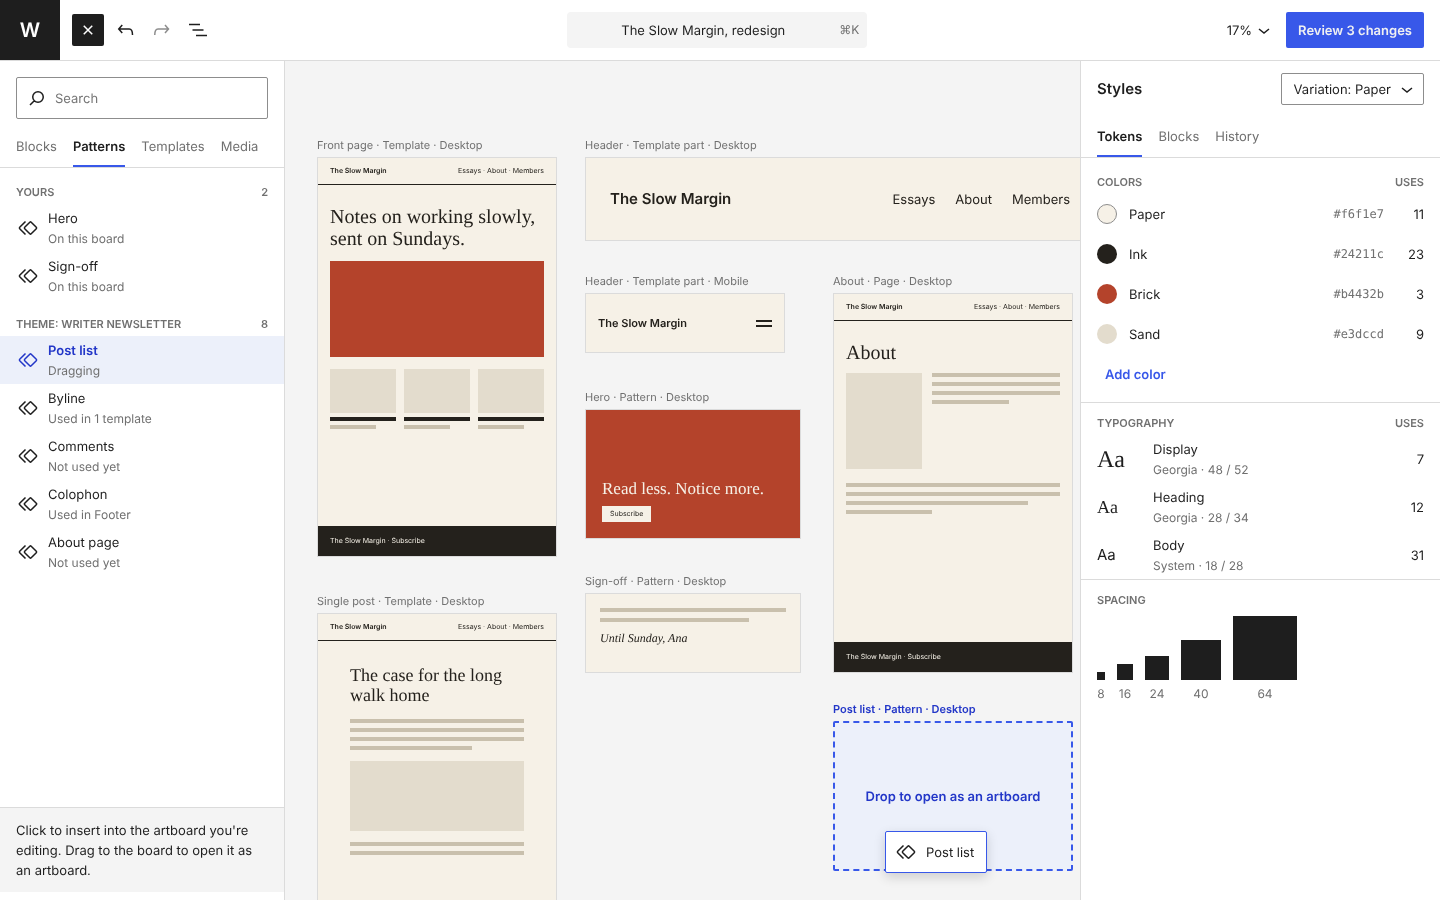 W
The Slow Margin, redesign
⌘K
17%
Review 3 changes
Search
Blocks
Patterns
Templates
Media
YOURS
2
Hero
On this board
Sign-off
On this board
THEME: WRITER NEWSLETTER
8
Post list
Dragging
Byline
Used in 1 template
Comments
Not used yet
Colophon
Used in Footer
About page
Not used yet
Click to insert into the artboard you're
editing. Drag to the board to open it as
an artboard.
Front page · Template · Desktop
The Slow Margin
Essays · About · Members
Notes on working slowly,
sent on Sundays.
The Slow Margin · Subscribe
Single post · Template · Desktop
The Slow Margin
Essays · About · Members
The case for the long
walk home
Header · Template part · Desktop
The Slow Margin
Essays
About
Members
Header · Template part · Mobile
The Slow Margin
Hero · Pattern · Desktop
Read less. Notice more.
Subscribe
Sign-off · Pattern · Desktop
Until Sunday, Ana
About · Page · Desktop
The Slow Margin
Essays · About · Members
About
The Slow Margin · Subscribe
Post list · Pattern · Desktop
Drop to open as an artboard
Post list
Styles
Variation: Paper
Tokens
Blocks
History
COLORS
USES
Paper
#f6f1e7
11
Ink
#24211c
23
Brick
#b4432b
3
Sand
#e3dccd
9
Add color
TYPOGRAPHY
USES
Aa
Display
Georgia · 48 / 52
7
Aa
Heading
Georgia · 28 / 34
12
Aa
Body
System · 18 / 28
31
SPACING
8
16
24
40
64